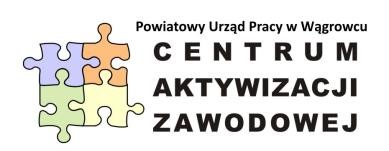 Powiatowy Urząd Pracy w Wągrowcu
CENTRUM
AKTYWIZACJI
ZAWODOWEJ